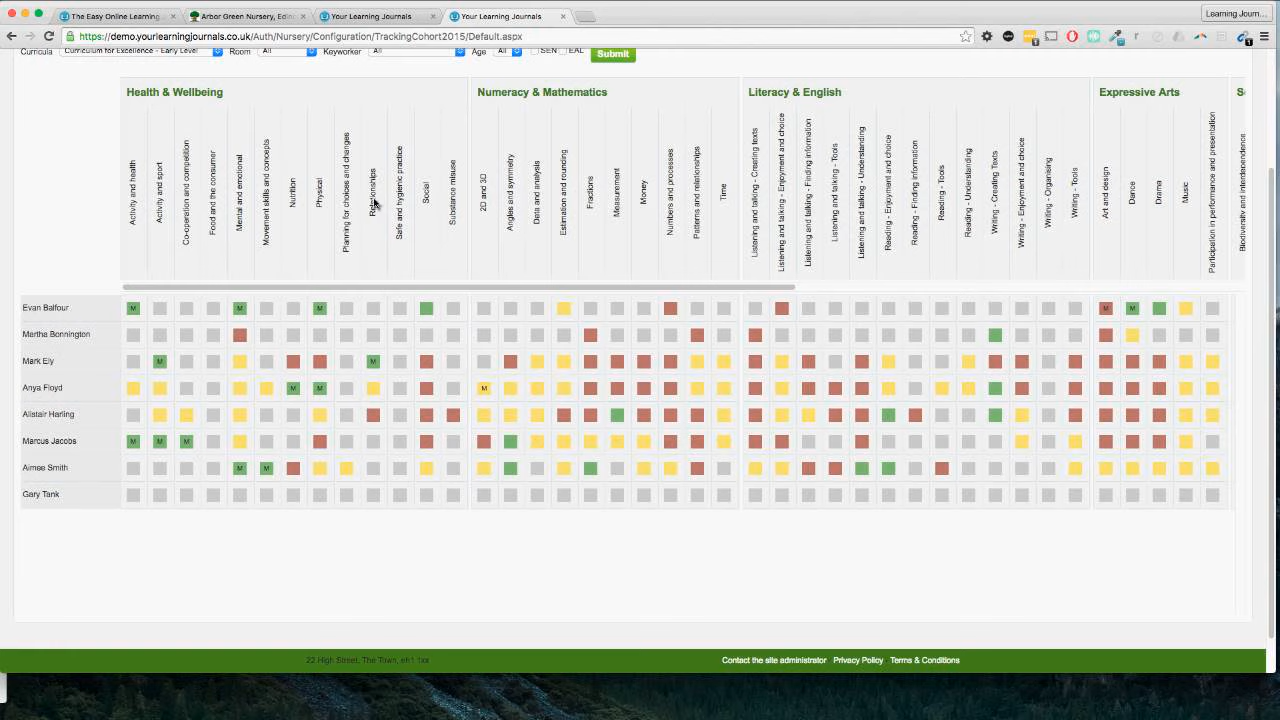 The Easy Online Learning
Arbor Green Nursery, Edin
Your Learning Journals
Your Learning Journals
Learning Journ...
https://demo.yourlearningjournals.co.uk/Auth/Nursery/Configuration/TrackingCohort2015/Default.aspx
Curricula Curriculum for Excellence - Early Level Room All Keyworker All Age All SEN EAL Submit
Health & Wellbeing
Numeracy & Mathematics
Literacy & English
Expressive Arts
Activity and health
Activity and sport
Co-operation and competition
Food and the consumer
Mental and emotional
Movement skills and concepts
Nutrition
Physical
Planning for choices and changes
Relationships
Safe and hygienic practice
Social
Substance misuse
2D and 3D
Angles and symmetry
Data and analysis
Estimation and rounding
Fractions
Measurement
Money
Numbers and processes
Patterns and relationships
Time
Listening and talking - Creating texts
Listening and talking - Enjoyment and choice
Listening and talking - Finding information
Listening and talking - Tools
Listening and talking - Understanding
Reading - Enjoyment and choice
Reading - Finding information
Reading - Tools
Reading - Understanding
Writing - Creating Texts
Writing - Enjoyment and choice
Writing - Organising
Writing - Tools
Art and design
Dance
Drama
Music
Participation in performance and presentation
Biodiversity and interdependence
Evan Balfour M M M M M
Martha Bonnington
Mark Ely M M
Anya Floyd M M M
Alistair Harling
Marcus Jacobs M M M
Aimee Smith M M
Gary Tank
22 High Street, The Town, eh1 1xx
Contact the site administrator Privacy Policy Terms & Conditions